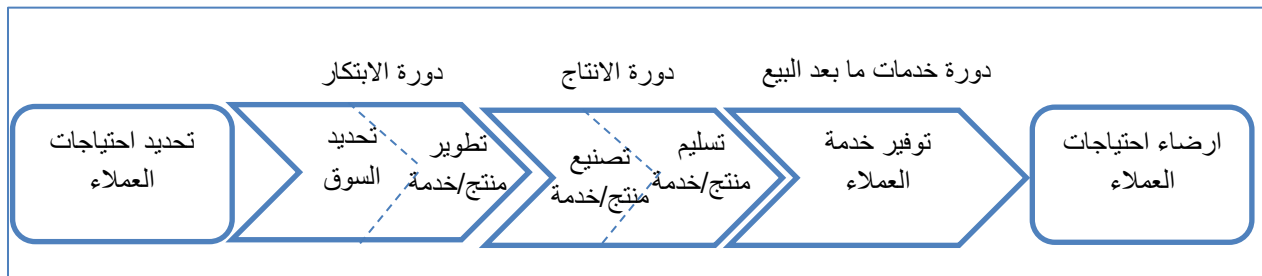 دورة الابتكار
دورة الانتاج
دورة خدمات ما بعد البيع
تحديد احتياجات
العملاء
تحديد
السوق
تطوير
منتج/خدمة
تصنيع
منتج/خدمة
تسليم
منتج/خدمة
توفير خدمة
العملاء
ارضاء احتياجات
العملاء